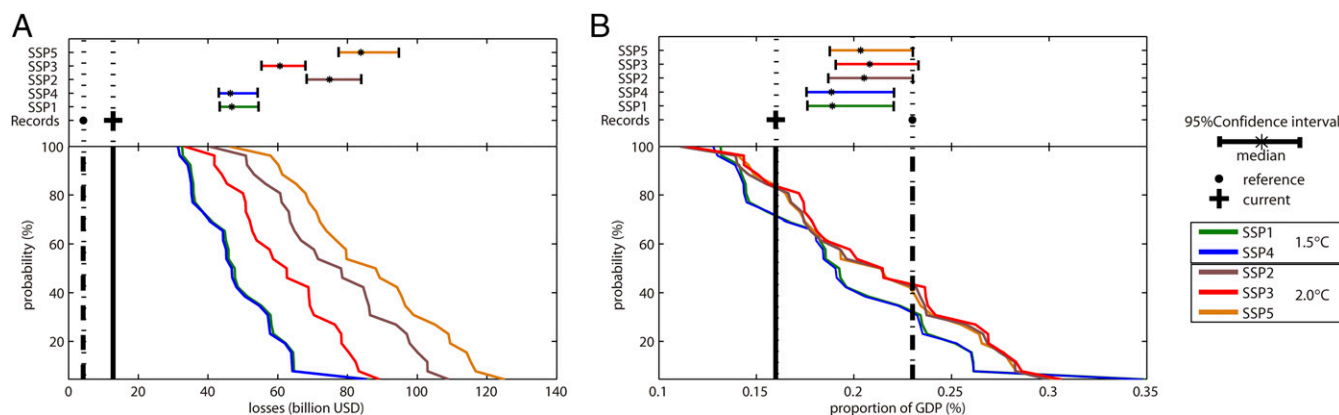 A
SSP5
SSP3
SSP2
SSP4
SSP1
Records
100
80
60
40
20
probability (%)
0 20 40 60 80 100 120 140
losses (billion USD)
B
SSP5
SSP3
SSP2
SSP4
SSP1
Records
100
80
60
40
20
probability (%)
0.1 0.15 0.2 0.25 0.3 0.35
proportion of GDP (%)
95%Confidence interval
median
reference
current
SSP1
SSP4
1.5°C
SSP2
SSP3
SSP5
2.0°C